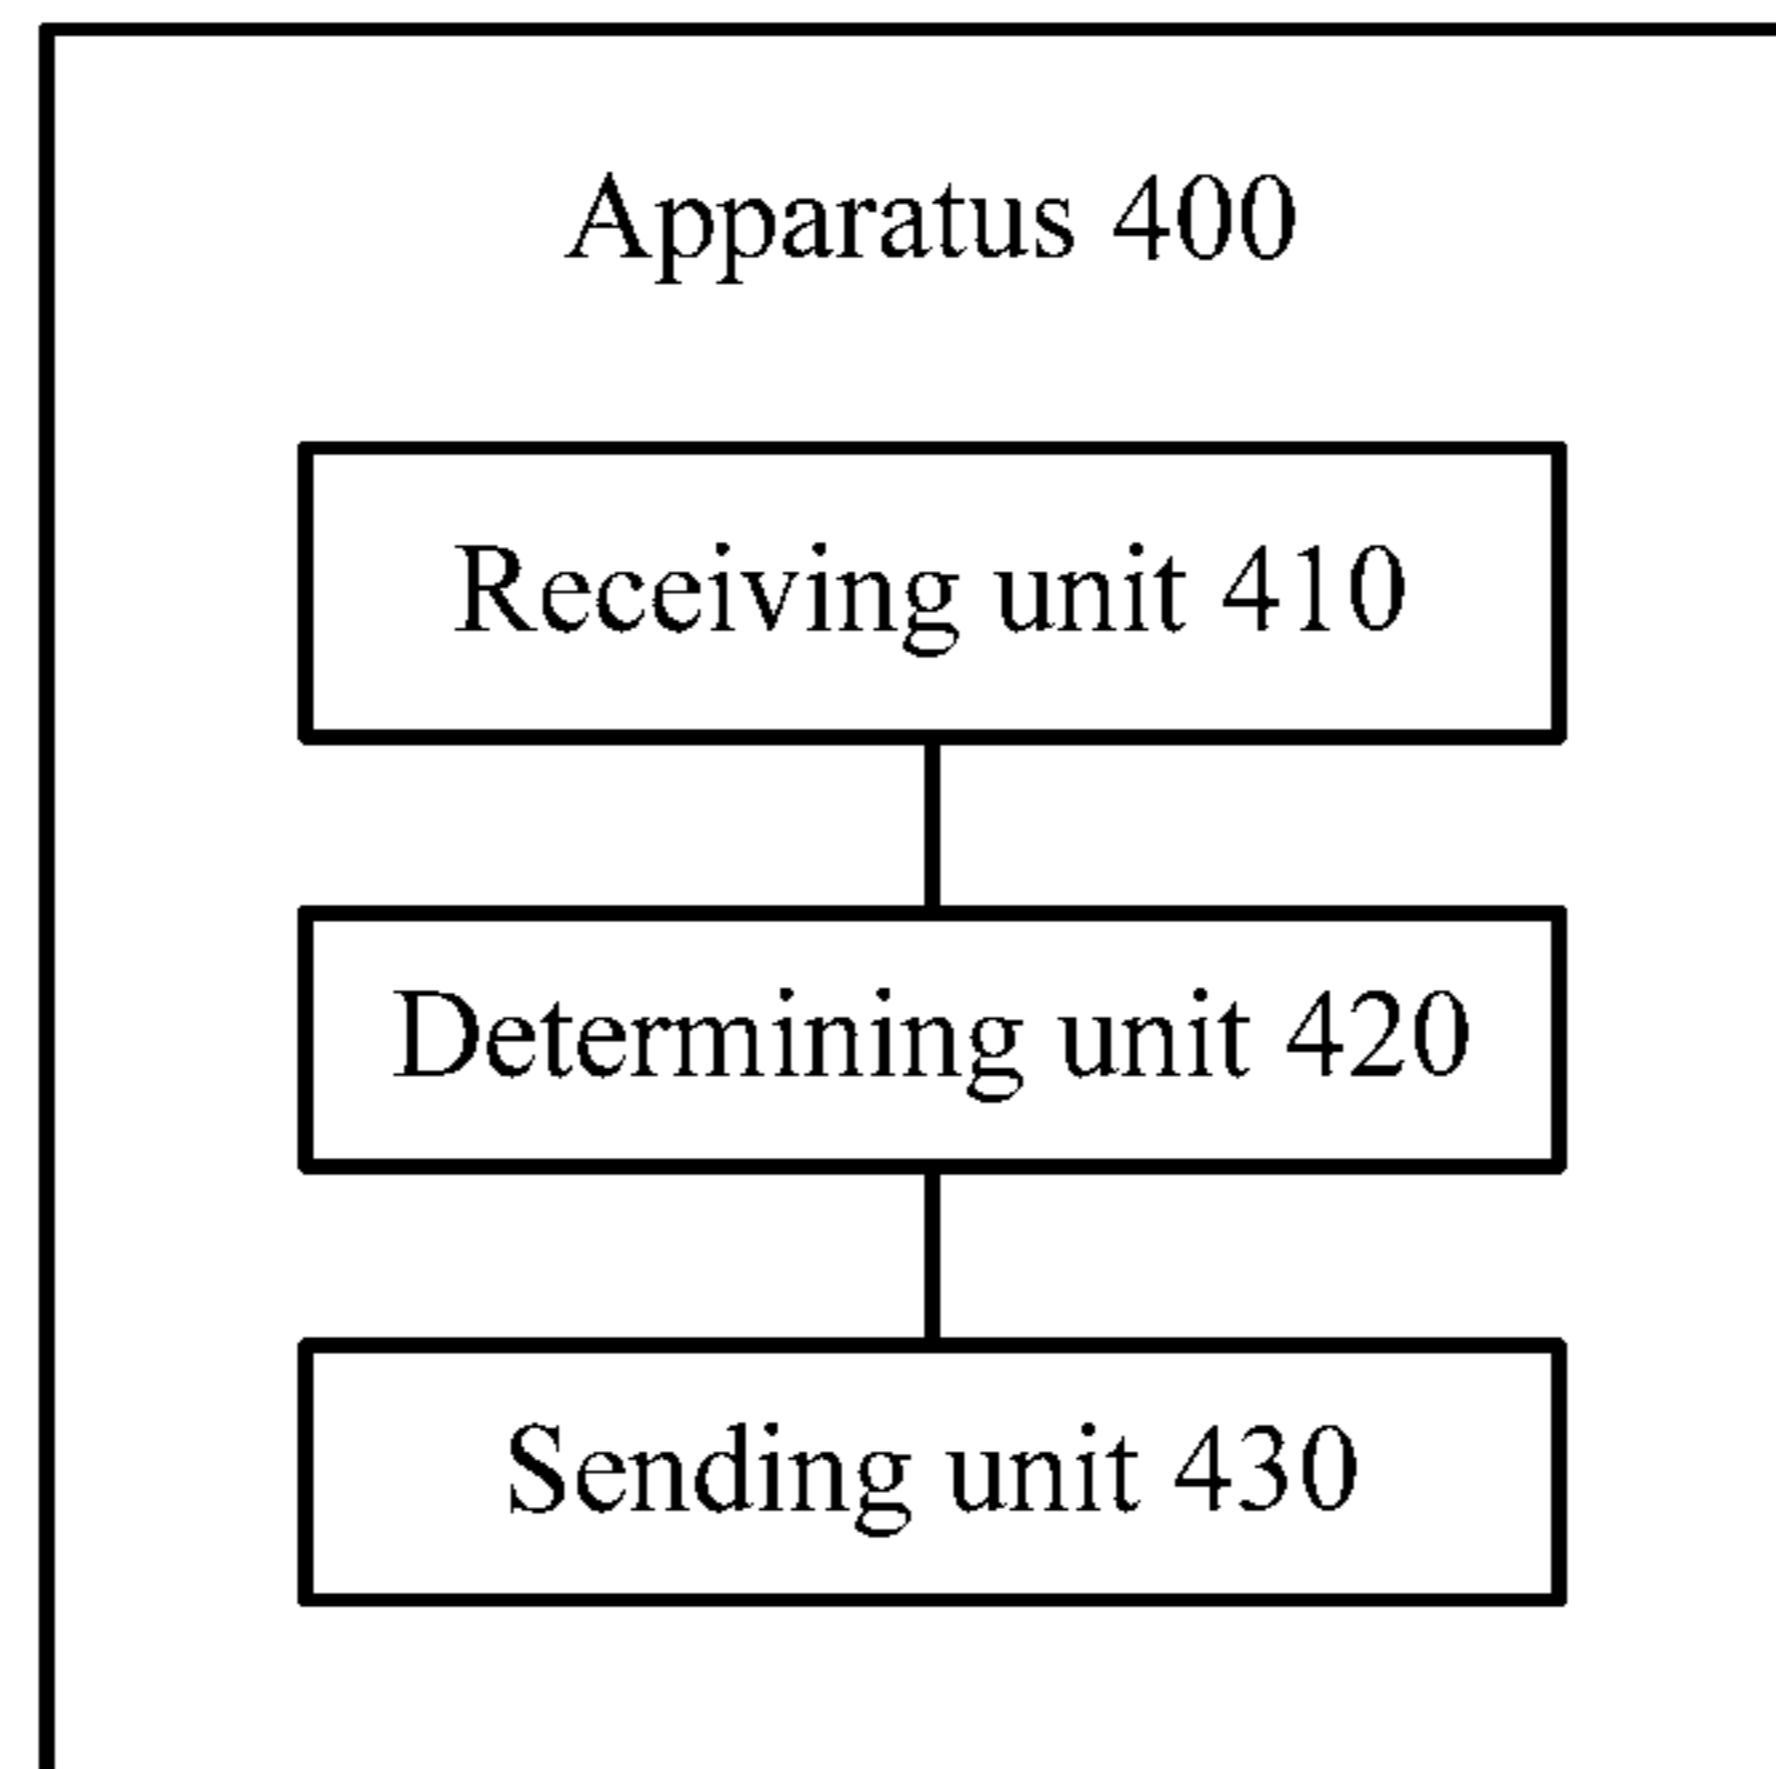 Apparatus 400
Receiving unit 410
Determining unit 420
Sending unit 430